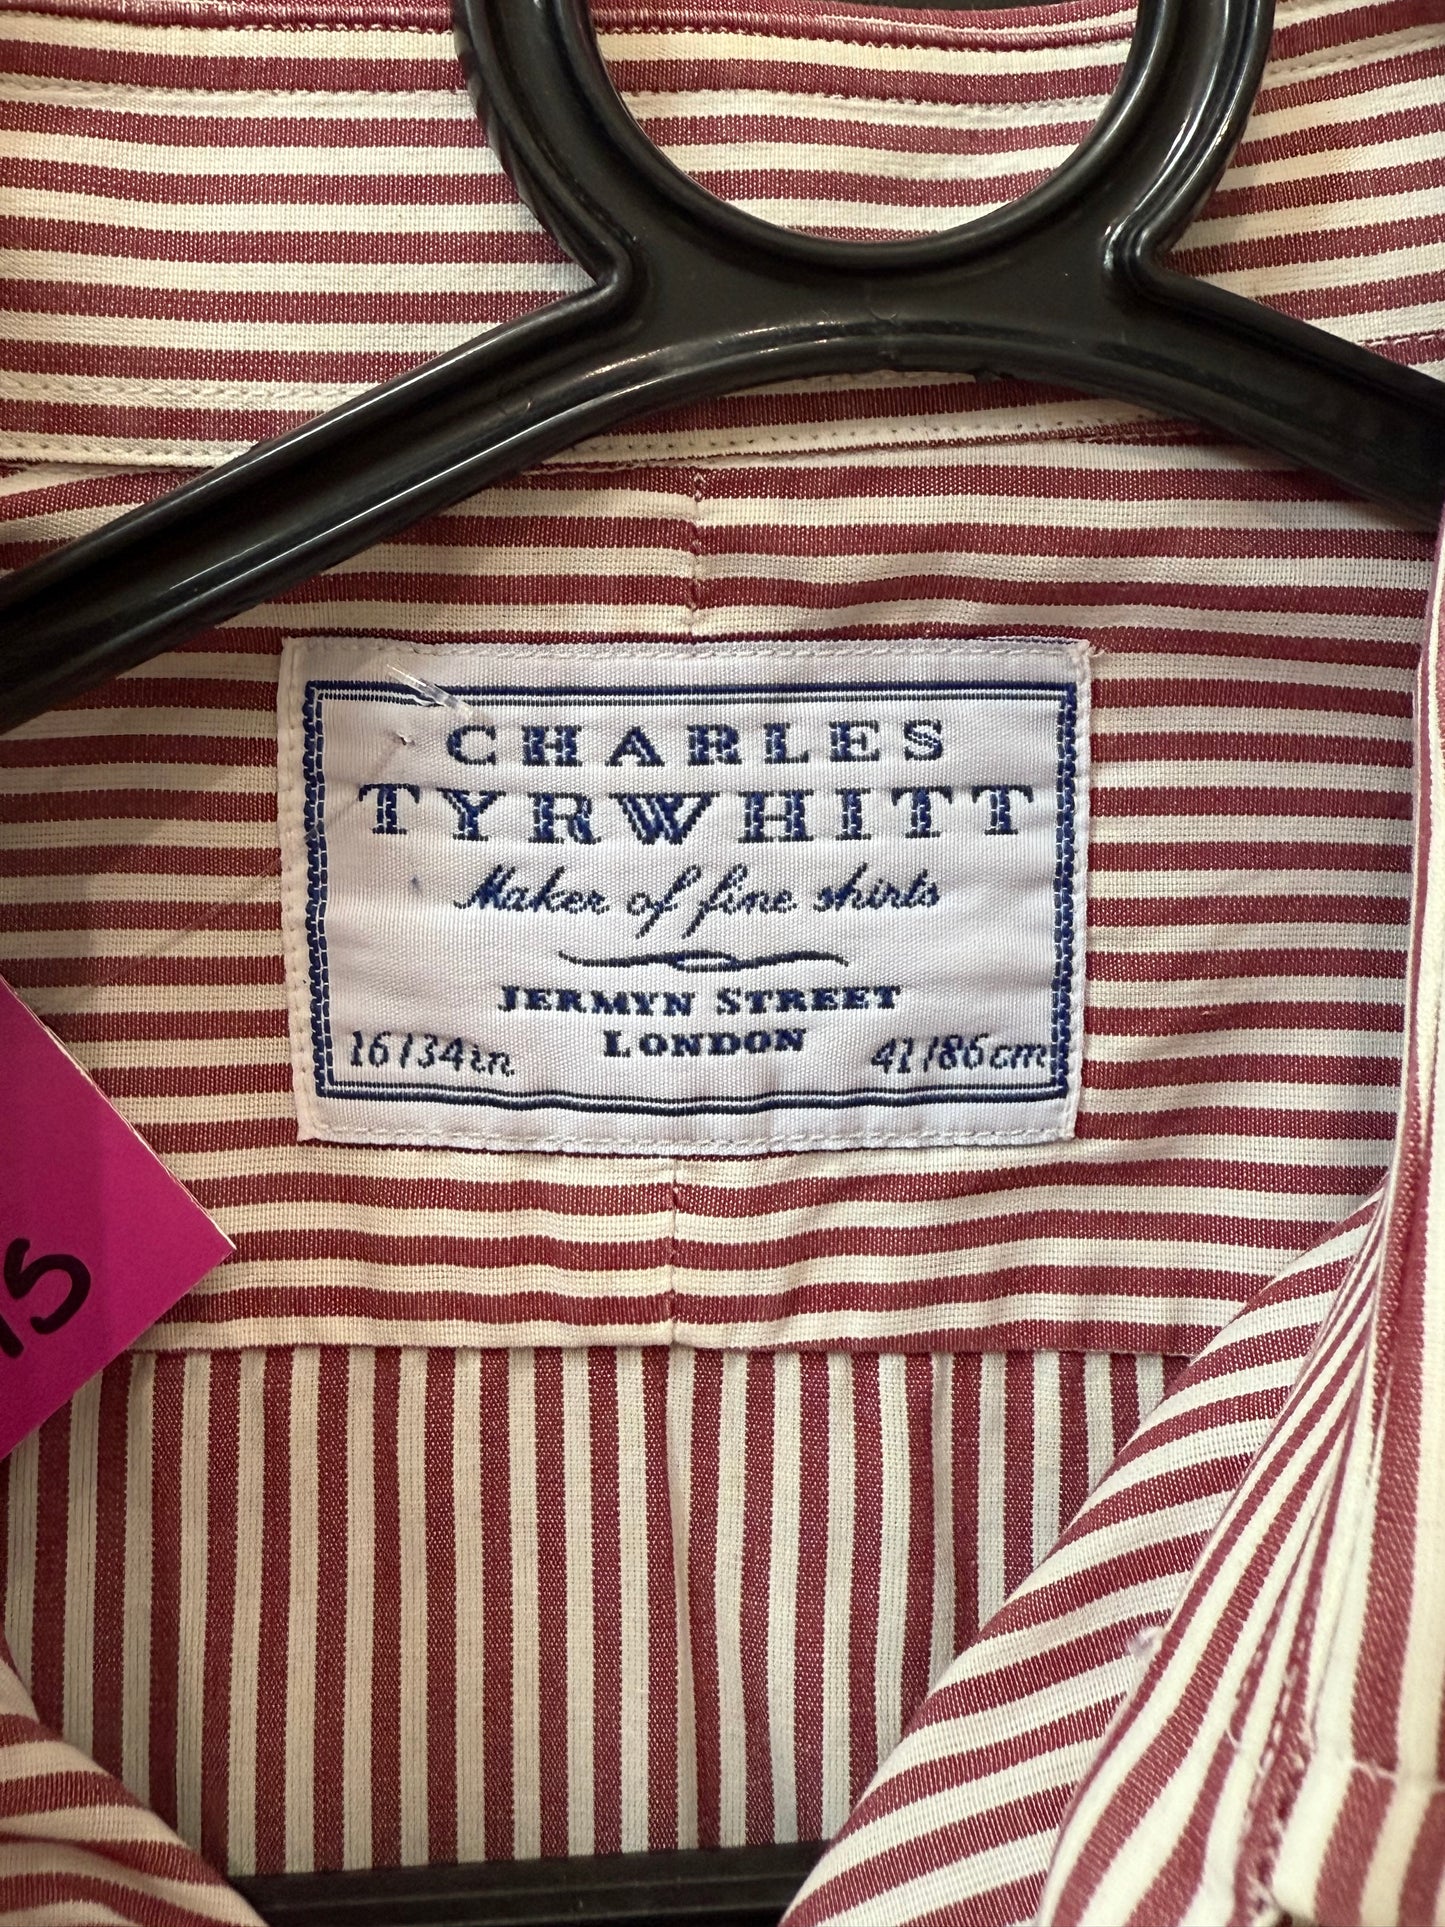 CHARLES
TYRWHITT
Maker of fine shirts
JERMYN STREET
LONDON
16/34in
41/86cm